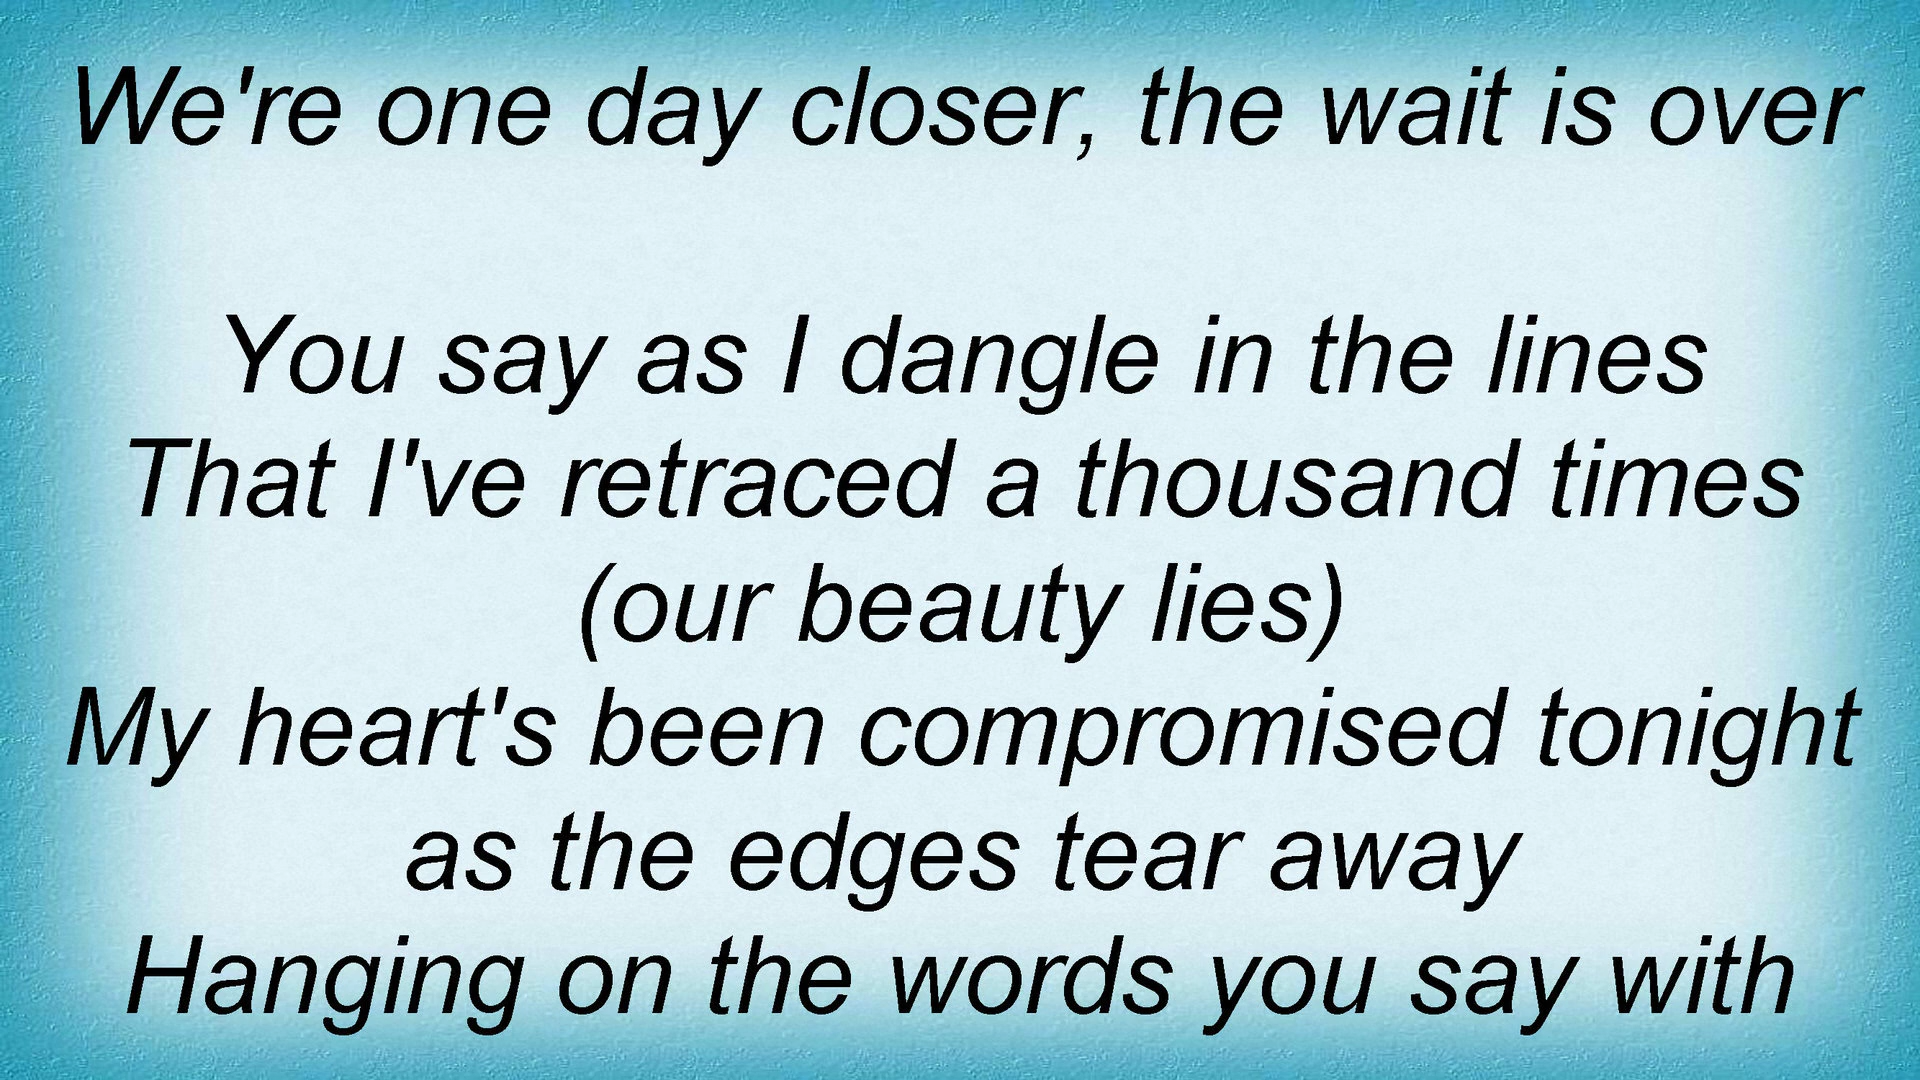 We're one day closer, the wait is over
You say as I dangle in the lines
That I've retraced a thousand times
(our beauty lies)
My heart's been compromised tonight
as the edges tear away
Hanging on the words you say with